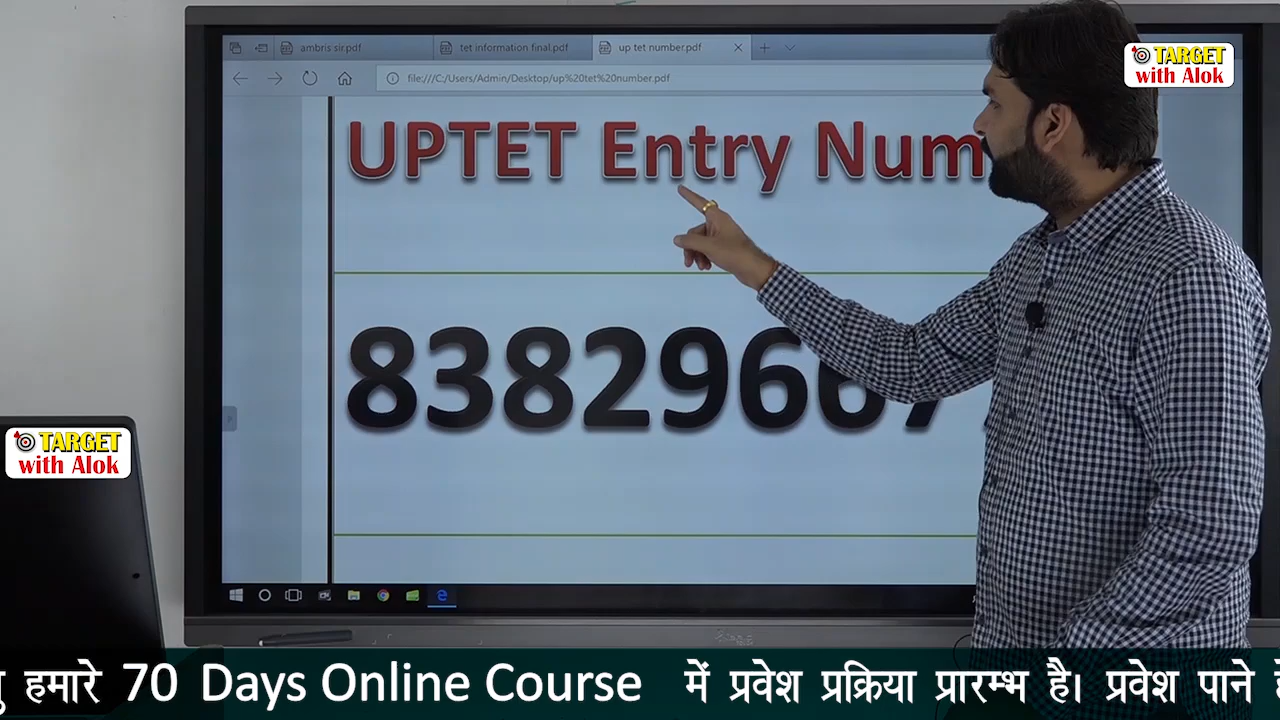 ambris sir.pdf
tet information final.pdf
up tet number.pdf
file:///C:/Users/Admin/Desktop/up%20tet%20number.pdf
TARGET
with Alok
UPTET Entry Num
8382966
TARGET
with Alok
हमारे 70 Days Online Course में प्रवेश प्रक्रिया प्रारम्भ है। प्रवेश पाने